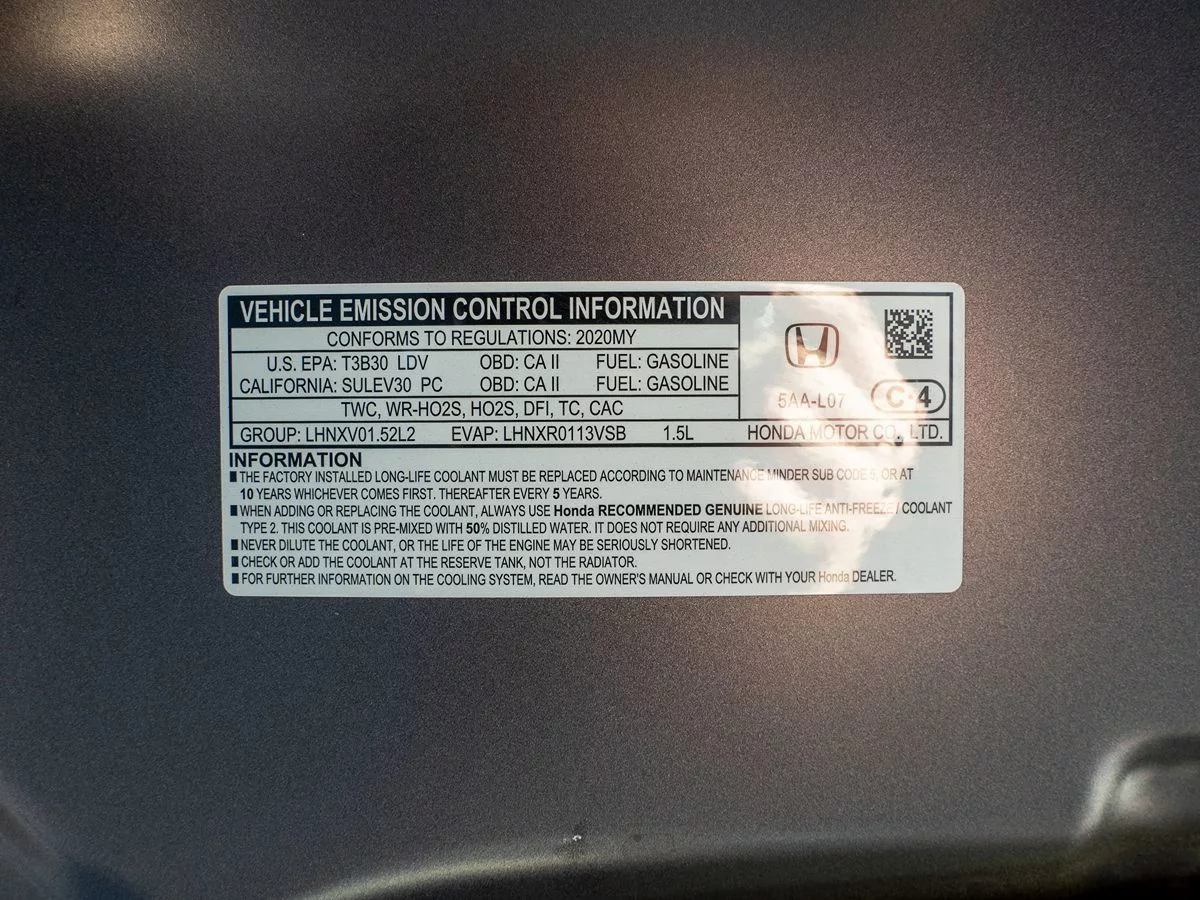 VEHICLE EMISSION CONTROL INFORMATION
CONFORMS TO REGULATIONS: 2020MY
U.S. EPA: T3B30 LDV OBD: CA II FUEL: GASOLINE
CALIFORNIA: SULEV30 PC OBD: CA II FUEL: GASOLINE
TWC, WR-HO2S, HO2S, DFI, TC, CAC
5AA-L07 C-4
GROUP: LHNXV01.52L2 EVAP: LHNXR0113VSB 1.5L HONDA MOTOR CO., LTD.
INFORMATION
■ THE FACTORY INSTALLED LONG-LIFE COOLANT MUST BE REPLACED ACCORDING TO MAINTENANCE MINDER SUB CODE 5, OR AT
10 YEARS WHICHEVER COMES FIRST. THEREAFTER EVERY 5 YEARS.
■ WHEN ADDING OR REPLACING THE COOLANT, ALWAYS USE Honda RECOMMENDED GENUINE LONG-LIFE ANTI-FREEZE / COOLANT
TYPE 2. THIS COOLANT IS PRE-MIXED WITH 50% DISTILLED WATER. IT DOES NOT REQUIRE ANY ADDITIONAL MIXING.
■ NEVER DILUTE THE COOLANT, OR THE LIFE OF THE ENGINE MAY BE SERIOUSLY SHORTENED.
■ CHECK OR ADD THE COOLANT AT THE RESERVE TANK, NOT THE RADIATOR.
■ FOR FURTHER INFORMATION ON THE COOLING SYSTEM, READ THE OWNER'S MANUAL OR CHECK WITH YOUR Honda DEALER.